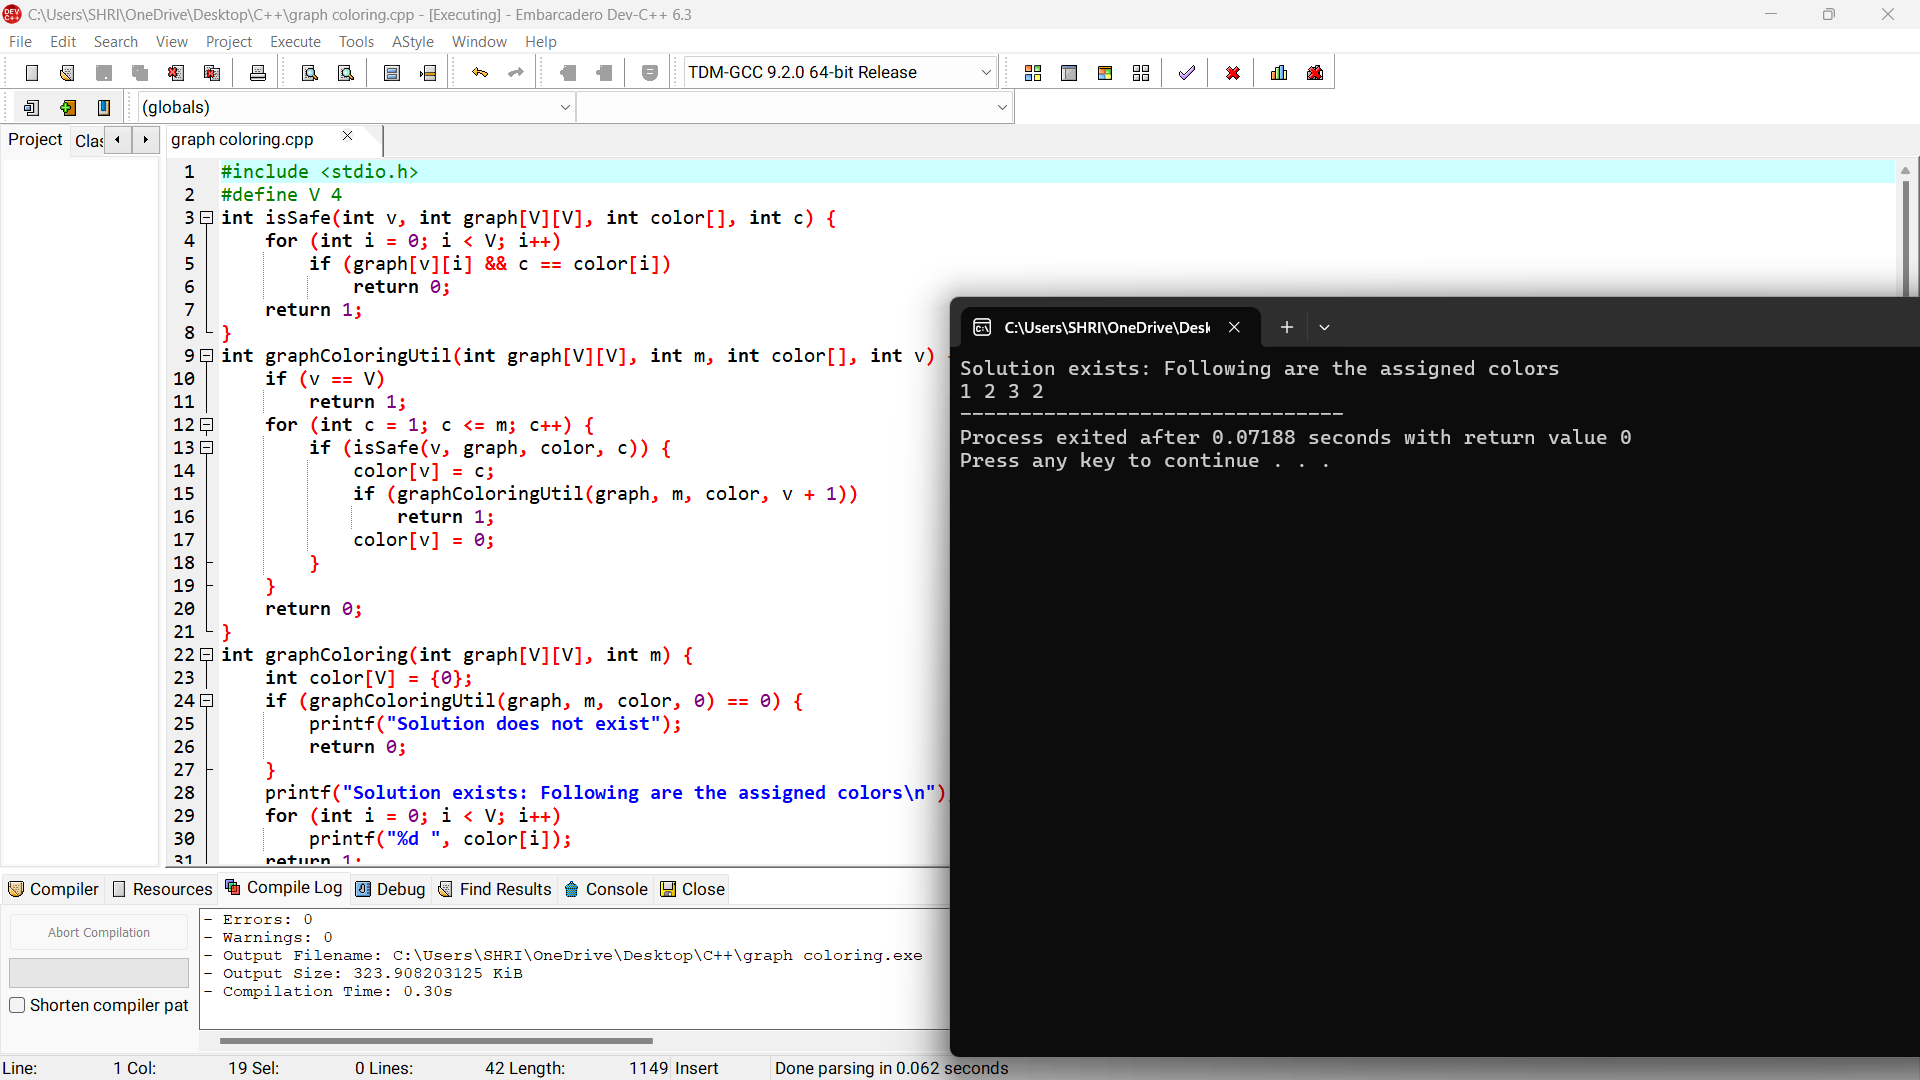 C:\Users\SHRI\OneDrive\Desktop\C++\graph coloring.cpp - [Executing] - Embarcadero Dev-C++ 6.3
File Edit Search View Project Execute Tools AStyle Window Help
TDM-GCC 9.2.0 64-bit Release
(globals)
Project Clas graph coloring.cpp
1 #include <stdio.h>
2 #define V 4
3 int isSafe(int v, int graph[V][V], int color[], int c) {
4 for (int i = 0; i < V; i++)
5 if (graph[v][i] && c == color[i])
6 return 0;
7 return 1;
8 }
9 int graphColoringUtil(int graph[V][V], int m, int color[], int v)
10 if (v == V)
11 return 1;
12 for (int c = 1; c <= m; c++) {
13 if (isSafe(v, graph, color, c)) {
14 color[v] = c;
15 if (graphColoringUtil(graph, m, color, v + 1))
16 return 1;
17 color[v] = 0;
18 }
19 }
20 return 0;
21 }
22 int graphColoring(int graph[V][V], int m) {
23 int color[V] = {0};
24 if (graphColoringUtil(graph, m, color, 0) == 0) {
25 printf("Solution does not exist");
26 return 0;
27 }
28 printf("Solution exists: Following are the assigned colors\n")
29 for (int i = 0; i < V; i++)
30 printf("%d ", color[i]);
31 return 1;
C:\Users\SHRI\OneDrive\Desk
Solution exists: Following are the assigned colors
1 2 3 2
--------------------------------
Process exited after 0.07188 seconds with return value 0
Press any key to continue . . .
Compiler Resources Compile Log Debug Find Results Console Close
Abort Compilation
Shorten compiler pat
- Errors: 0
- Warnings: 0
- Output Filename: C:\Users\SHRI\OneDrive\Desktop\C++\graph coloring.exe
- Output Size: 323.908203125 KiB
- Compilation Time: 0.30s
Line: 1 Col: 19 Sel: 0 Lines: 42 Length: 1149 Insert Done parsing in 0.062 seconds